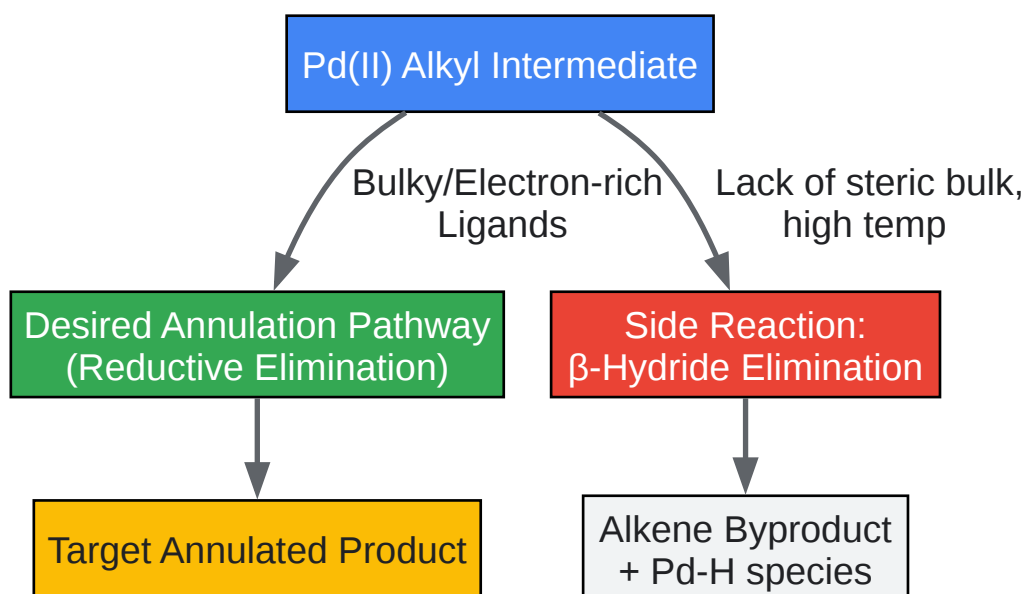 Pd(II) Alkyl Intermediate
Bulky/Electron-rich
Ligands
Lack of steric bulk,
high temp
Desired Annulation Pathway
(Reductive Elimination)
Side Reaction:
β-Hydride Elimination
Target Annulated Product
Alkene Byproduct
+ Pd-H species